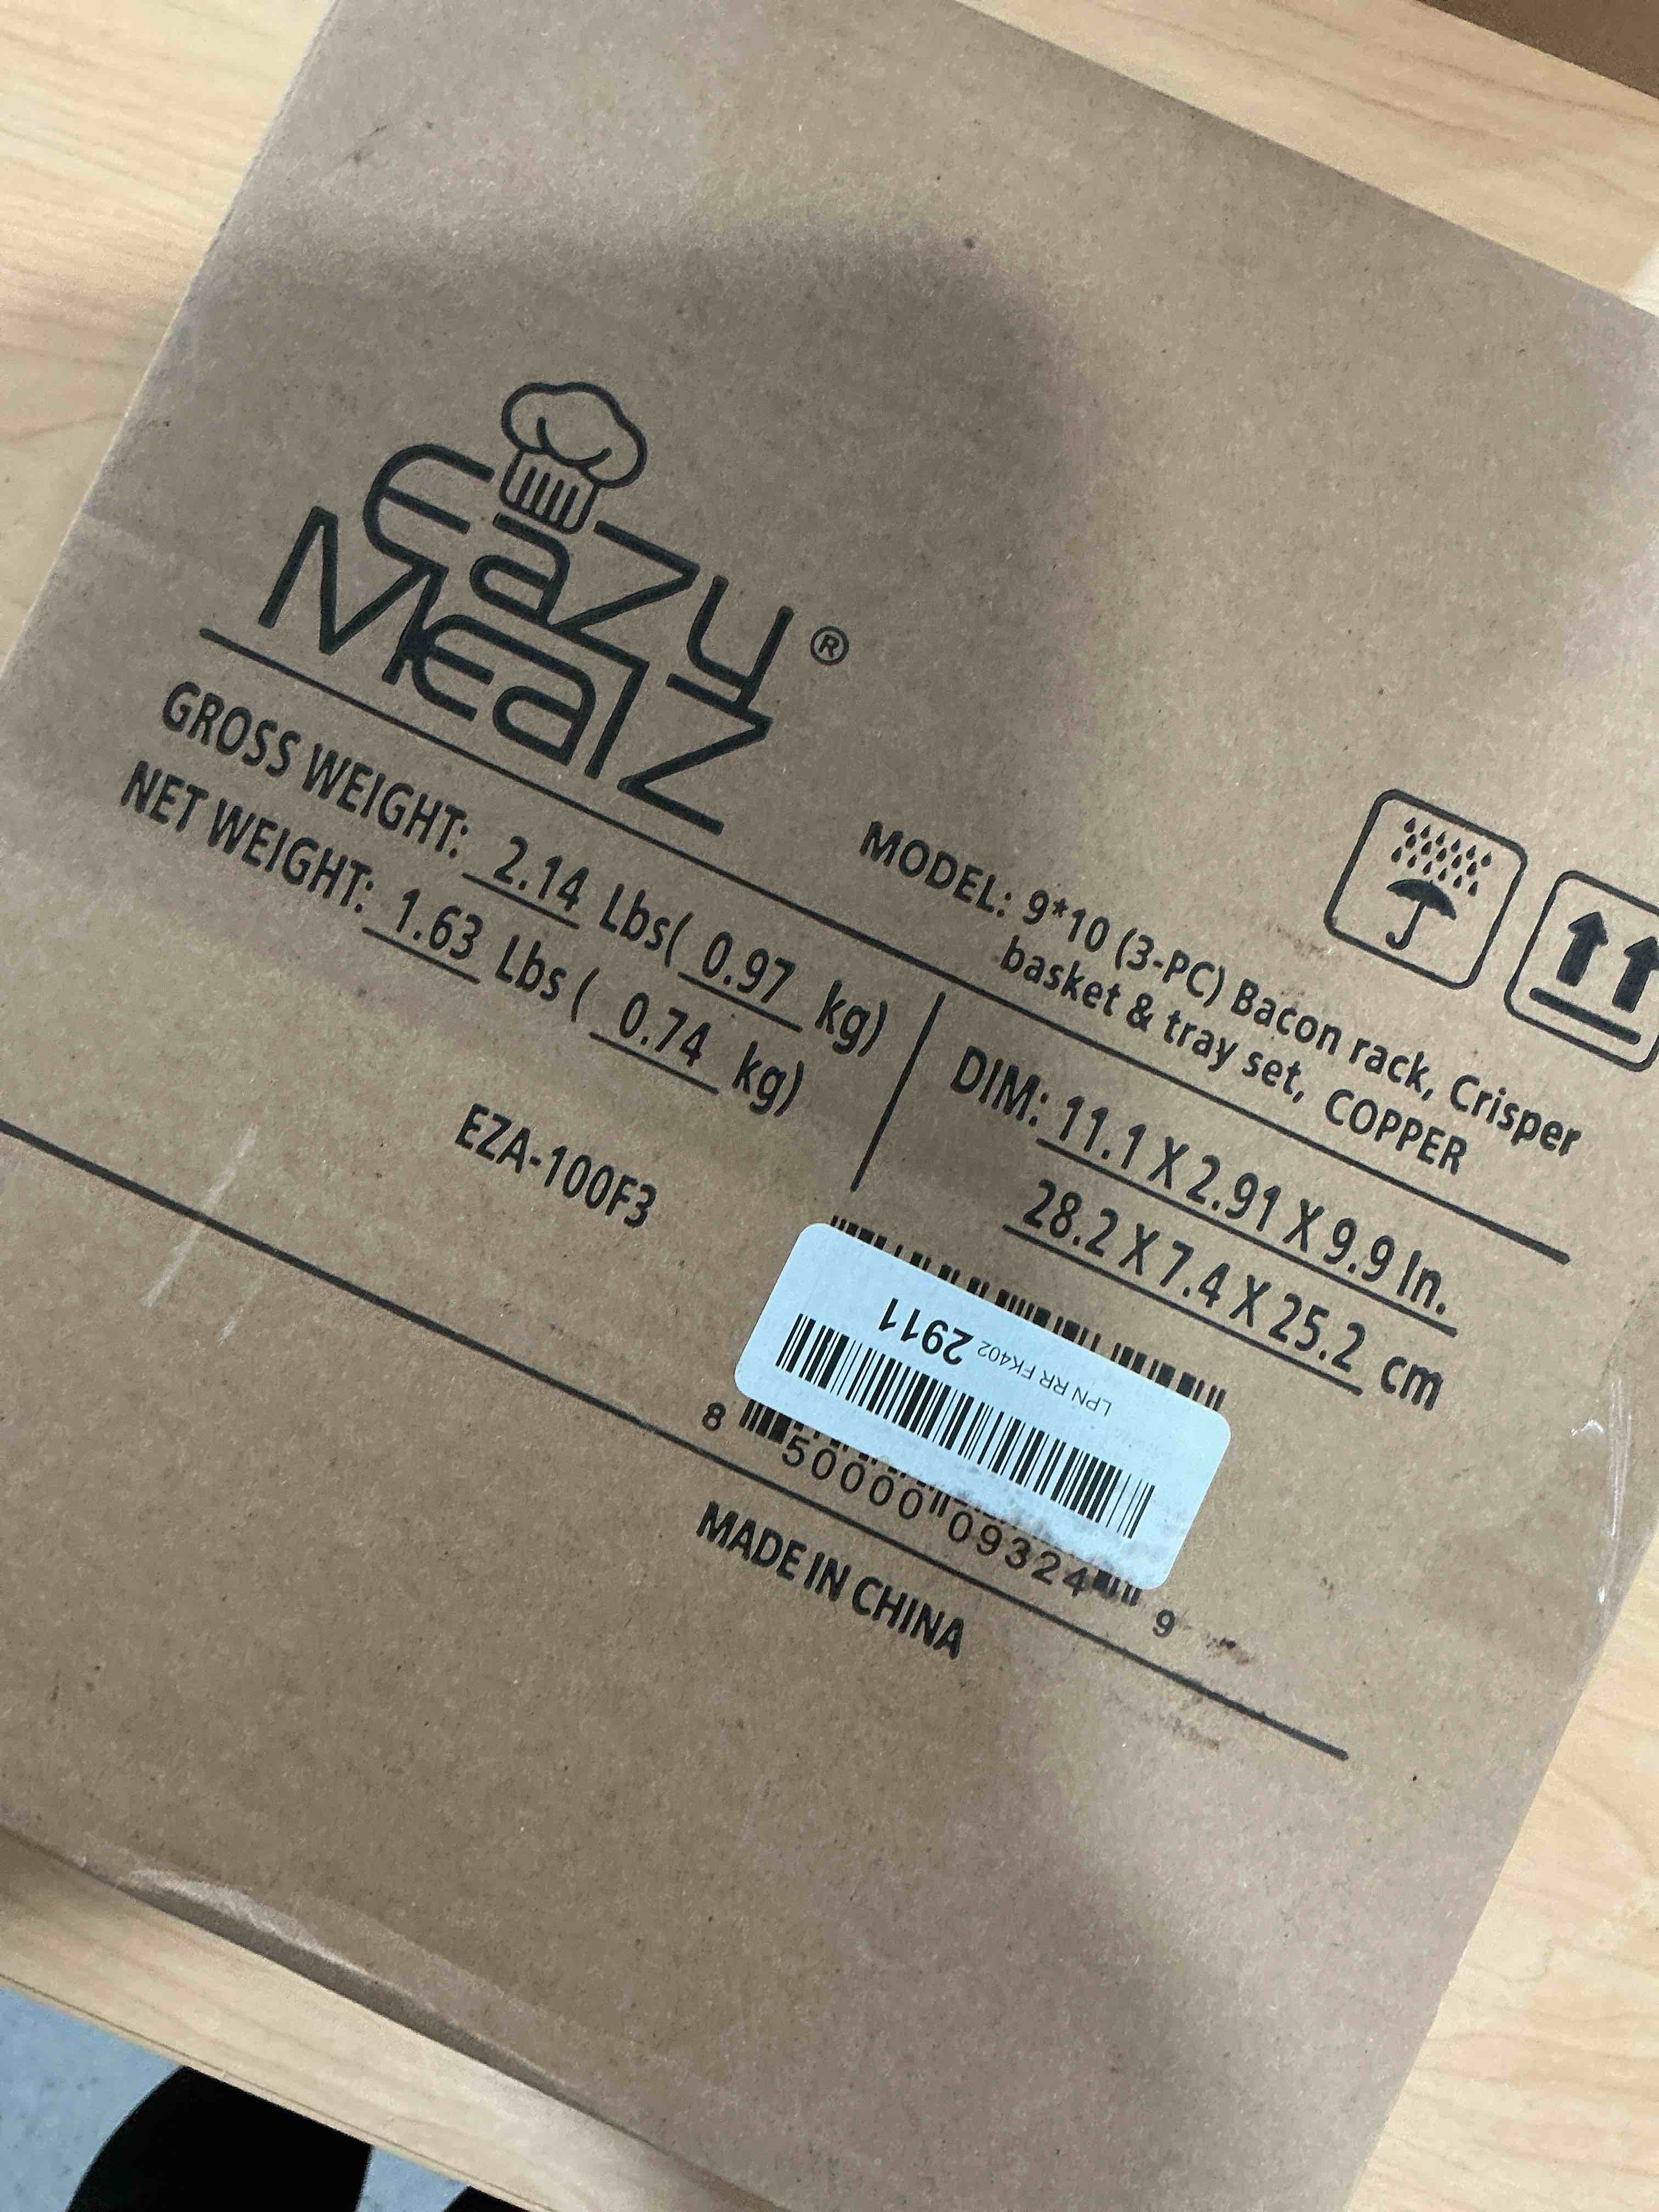 Eazy
MealZ®
MODEL: 9*10 (3-PC) Bacon rack, Crisper
basket & tray set, COPPER
GROSS WEIGHT: 2.14 Lbs( 0.97 kg)
NET WEIGHT: 1.63 Lbs ( 0.74 kg)
DIM: 11.1 X 2.91 X 9.9 In.
28.2 X 7.4 X 25.2 cm
EZA-100F3
LPN RR FK402 2911
8 50000 09324 9
MADE IN CHINA